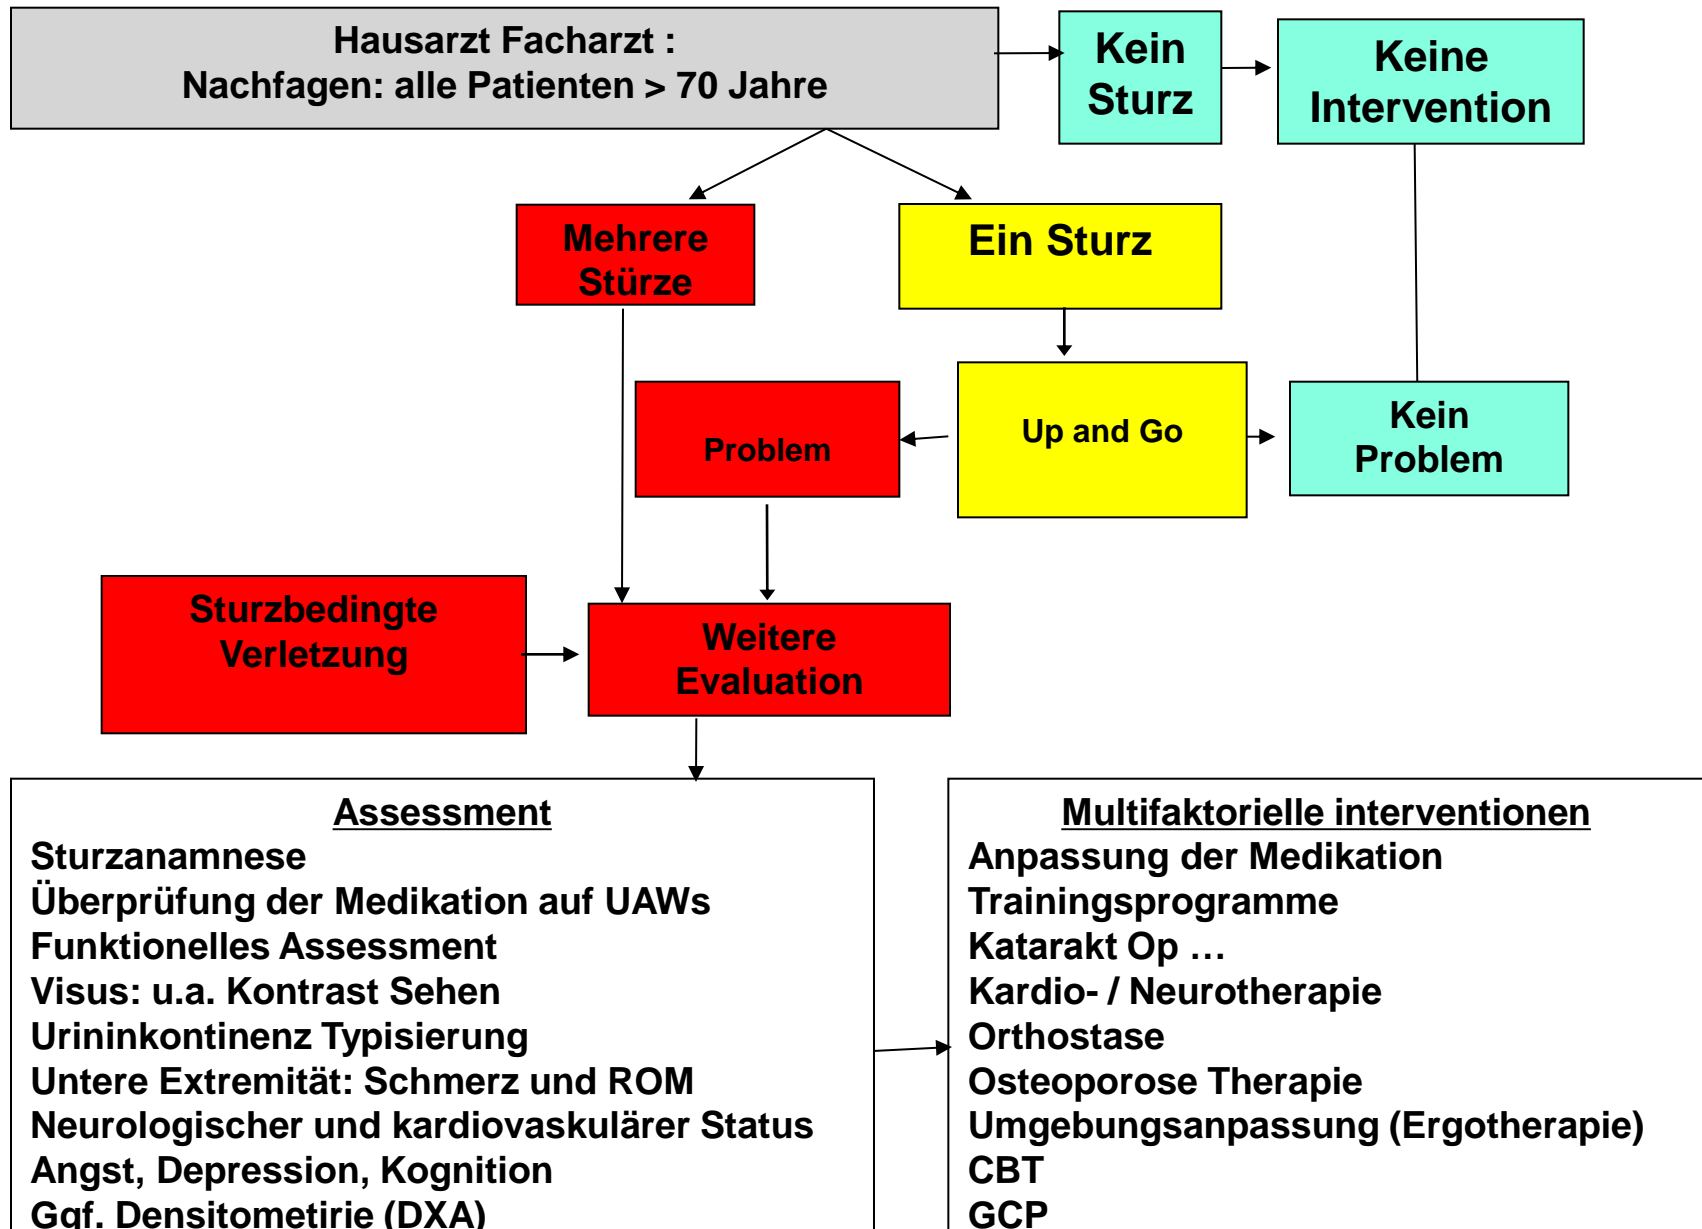 Hausarzt Facharzt :
Nachfagen: alle Patienten > 70 Jahre
Kein
Sturz
Keine
Intervention
Mehrere
Stürze
Ein Sturz
Problem
Up and Go
Kein
Problem
Sturzbedingte
Verletzung
Weitere
Evaluation
Assessment
Sturzanamnese
Überprüfung der Medikation auf UAWs
Funktionelles Assessment
Visus: u.a. Kontrast Sehen
Urininkontinenz Typisierung
Untere Extremität: Schmerz und ROM
Neurologischer und kardiovaskulärer Status
Angst, Depression, Kognition
Ggf. Densitometirie (DXA)
Multifaktorielle interventionen
Anpassung der Medikation
Trainingsprogramme
Katarakt Op …
Kardio- / Neurotherapie
Orthostase
Osteoporose Therapie
Umgebungsanpassung (Ergotherapie)
CBT
GCP